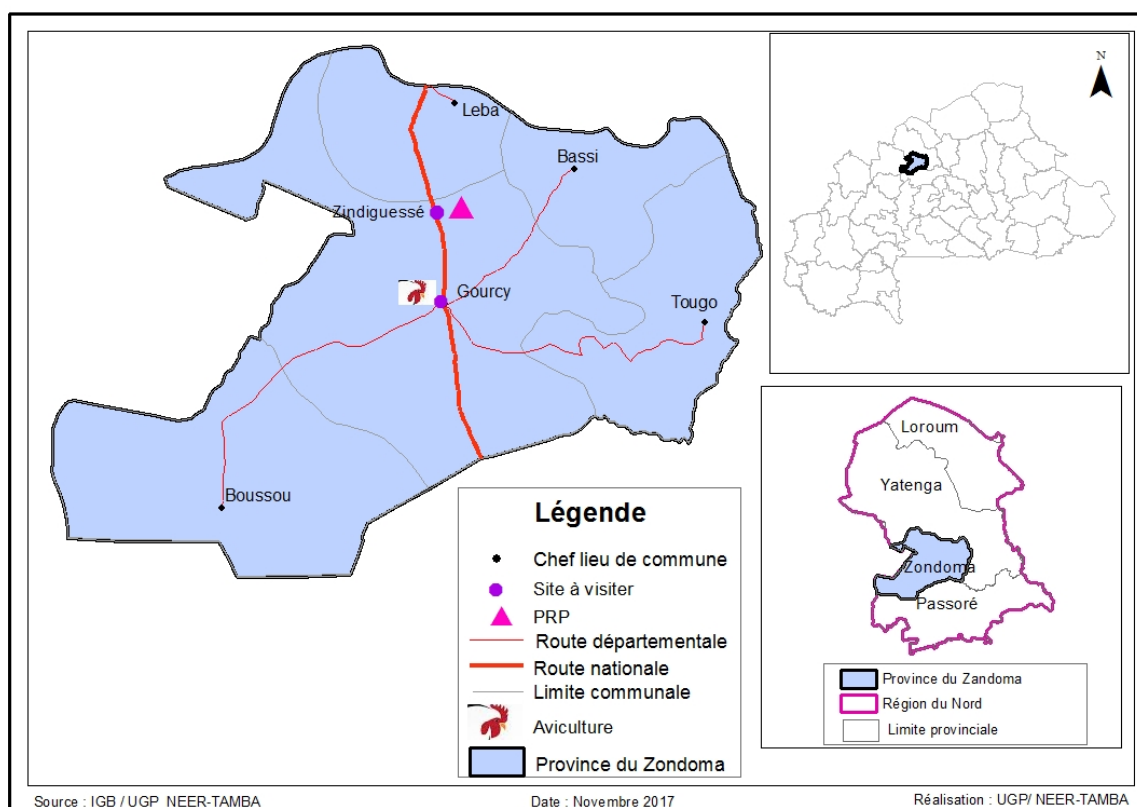 N
Leba
Bassi
Zindiguessé
Gourcy
Tougo
Boussou
Légende
Chef lieu de commune
Site à visiter
PRP
Route départementale
Route nationale
Limite communale
Aviculture
Province du Zondoma
Loroum
Yatenga
Zondoma
Passoré
Province du Zandoma
Région du Nord
Limite provinciale
Source : IGB / UGP NEER-TAMBA
Date : Novembre 2017
Réalisation : UGP/ NEER-TAMBA